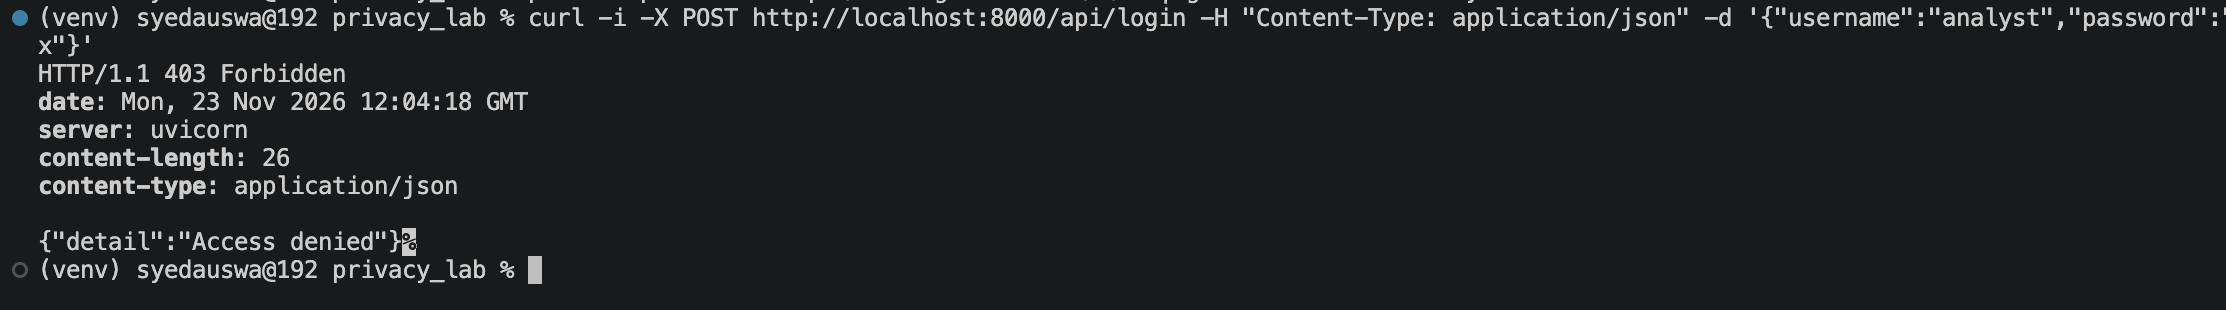 (venv) syedauswa@192 privacy_lab % curl -i -X POST http://localhost:8000/api/login -H "Content-Type: application/json" -d '{"username":"analyst","password":"
x"}'
HTTP/1.1 403 Forbidden
date: Mon, 23 Nov 2026 12:04:18 GMT
server: uvicorn
content-length: 26
content-type: application/json
{"detail":"Access denied"}%
(venv) syedauswa@192 privacy_lab %